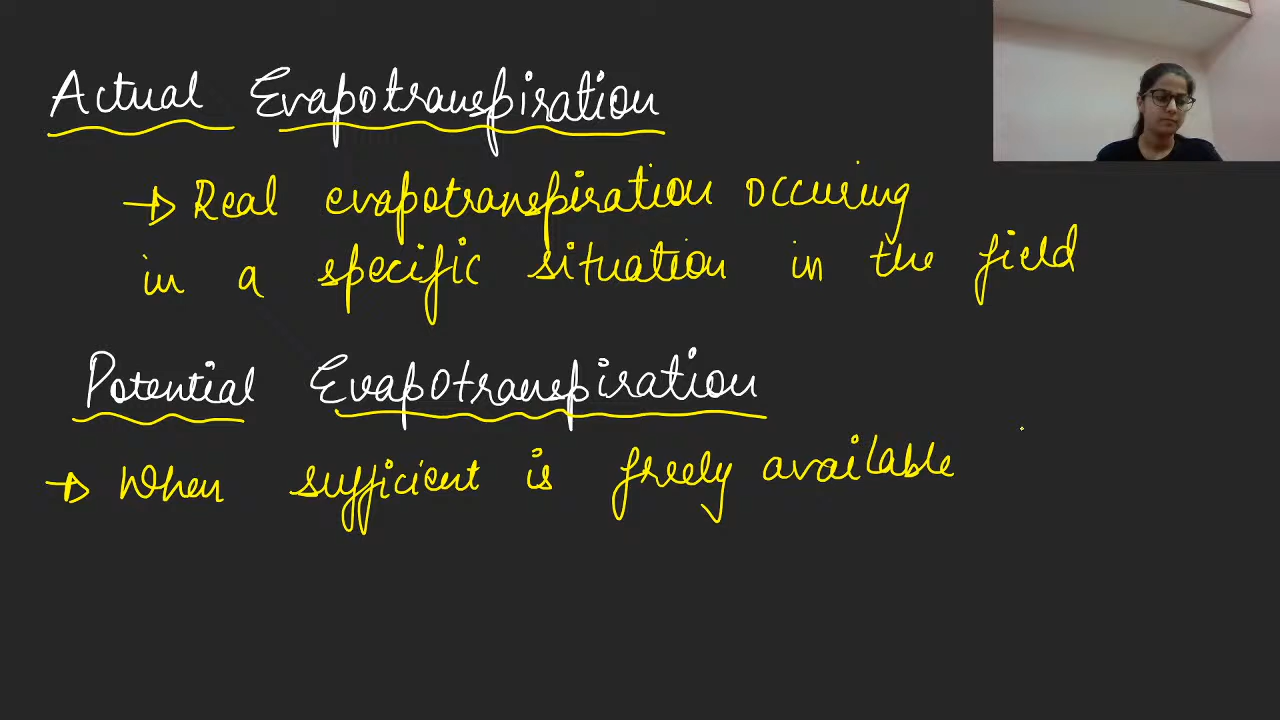 Actual Evapotranspiration
→ Real evapotranspiration occuring
in a specific situation in the field
Potential Evapotranspiration
→ When sufficient is freely available